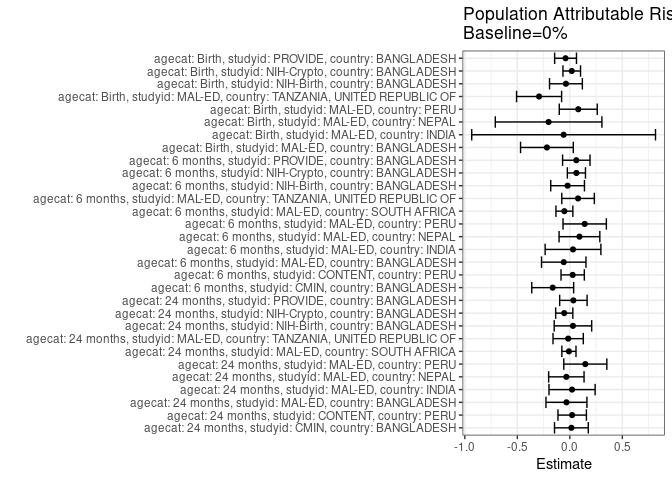 Population Attributable Ris
Baseline=0%
agecat: Birth, studyid: PROVIDE, country: BANGLADESH
agecat: Birth, studyid: NIH-Crypto, country: BANGLADESH
agecat: Birth, studyid: NIH-Birth, country: BANGLADESH
agecat: Birth, studyid: MAL-ED, country: TANZANIA, UNITED REPUBLIC OF
agecat: Birth, studyid: MAL-ED, country: PERU
agecat: Birth, studyid: MAL-ED, country: NEPAL
agecat: Birth, studyid: MAL-ED, country: INDIA
agecat: Birth, studyid: MAL-ED, country: BANGLADESH
agecat: 6 months, studyid: PROVIDE, country: BANGLADESH
agecat: 6 months, studyid: NIH-Crypto, country: BANGLADESH
agecat: 6 months, studyid: NIH-Birth, country: BANGLADESH
agecat: 6 months, studyid: MAL-ED, country: TANZANIA, UNITED REPUBLIC OF
agecat: 6 months, studyid: MAL-ED, country: SOUTH AFRICA
agecat: 6 months, studyid: MAL-ED, country: PERU
agecat: 6 months, studyid: MAL-ED, country: NEPAL
agecat: 6 months, studyid: MAL-ED, country: INDIA
agecat: 6 months, studyid: MAL-ED, country: BANGLADESH
agecat: 6 months, studyid: CONTENT, country: PERU
agecat: 6 months, studyid: CMIN, country: BANGLADESH
agecat: 24 months, studyid: PROVIDE, country: BANGLADESH
agecat: 24 months, studyid: NIH-Crypto, country: BANGLADESH
agecat: 24 months, studyid: NIH-Birth, country: BANGLADESH
agecat: 24 months, studyid: MAL-ED, country: TANZANIA, UNITED REPUBLIC OF
agecat: 24 months, studyid: MAL-ED, country: SOUTH AFRICA
agecat: 24 months, studyid: MAL-ED, country: PERU
agecat: 24 months, studyid: MAL-ED, country: NEPAL
agecat: 24 months, studyid: MAL-ED, country: INDIA
agecat: 24 months, studyid: MAL-ED, country: BANGLADESH
agecat: 24 months, studyid: CONTENT, country: PERU
agecat: 24 months, studyid: CMIN, country: BANGLADESH
-1.0 -0.5 0.0 0.5
Estimate